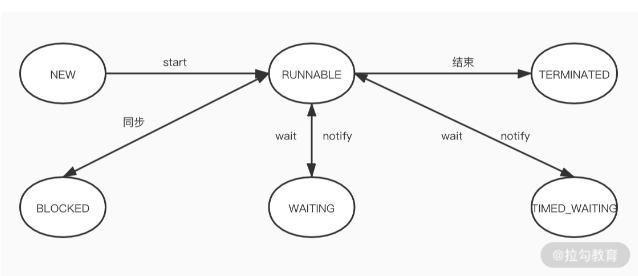 start
结束
NEW
RUNNABLE
TERMINATED
同步
wait
notify
wait
notify
BLOCKED
WAITING
TIMED_WAITING
@拉勾教育